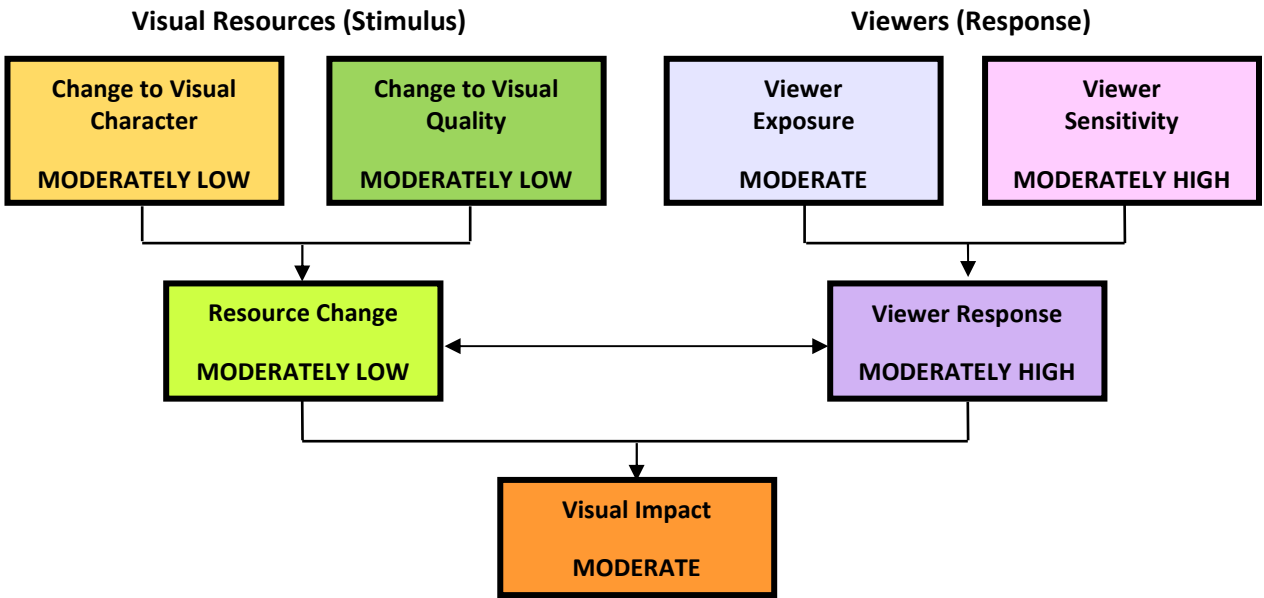 Visual Resources (Stimulus)
Viewers (Response)
Change to Visual
Character
MODERATELY LOW
Change to Visual
Quality
MODERATELY LOW
Viewer
Exposure
MODERATE
Viewer
Sensitivity
MODERATELY HIGH
Resource Change
MODERATELY LOW
Viewer Response
MODERATELY HIGH
Visual Impact
MODERATE